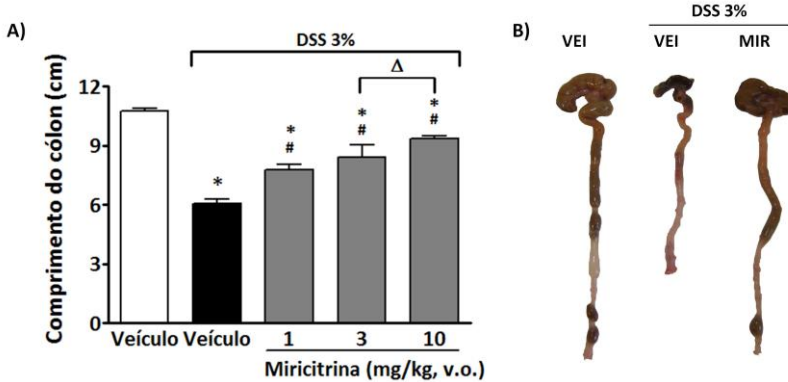 A)
DSS 3%
Δ
*
*
#
*
#
*
#
Comprimento do cólon (cm)
12
9
6
3
0
Veículo Veículo 1 3 10
Miricitrina (mg/kg, v.o.)
B)
DSS 3%
VEI VEI MIR